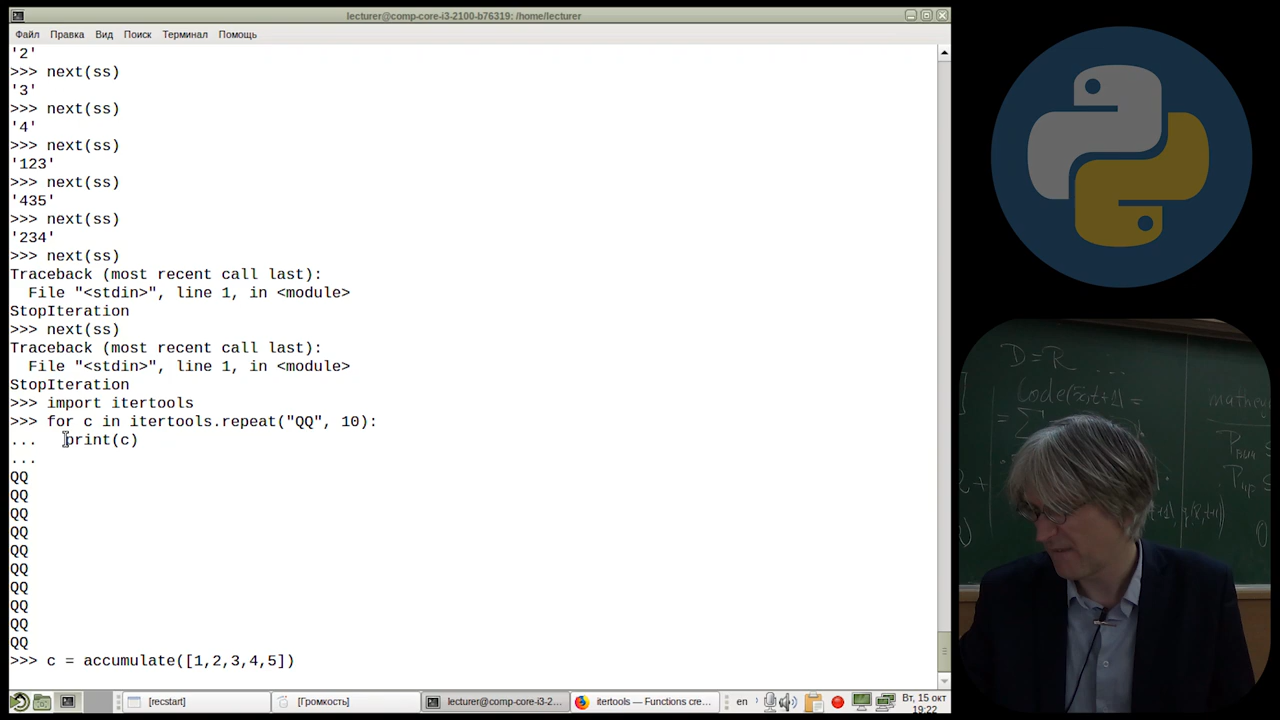 lecturer@comp-core-i3-2100-b76319: /home/lecturer
Файл Правка Вид Поиск Терминал Помощь
'2'
>>> next(ss)
'3'
>>> next(ss)
'4'
>>> next(ss)
'123'
>>> next(ss)
'435'
>>> next(ss)
'234'
>>> next(ss)
Traceback (most recent call last):
  File "<stdin>", line 1, in <module>
StopIteration
>>> next(ss)
Traceback (most recent call last):
  File "<stdin>", line 1, in <module>
StopIteration
>>> import itertools
>>> for c in itertools.repeat("QQ", 10):
...   print(c)
...
QQ
QQ
QQ
QQ
QQ
QQ
QQ
QQ
QQ
QQ
>>> c = accumulate([1,2,3,4,5])
D = R
Code(x,t+1) =
[recstart] [Громкость] lecturer@comp-core-i3-2100-b76319: /h... itertools — Functions cre... en Вт, 15 окт
19:22